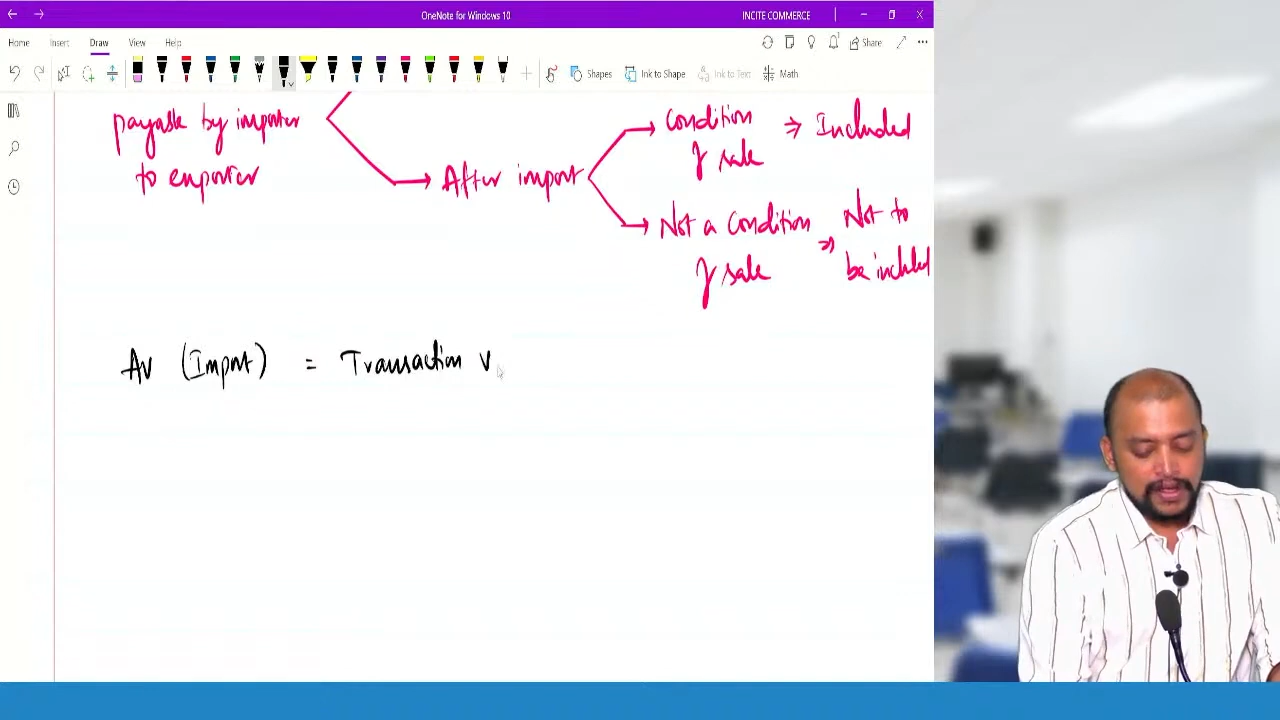 OneNote for Windows 10
INCITE COMMERCE
Home Insert Draw View Help
Share
Shapes
Ink to Shape
Ink to Text
Math
payable by importer
to exporter
After import
Condition
of sale
⇒ Included
Not a Condition
of sale
⇒ Not to
be included
AV (Import) = Transaction V